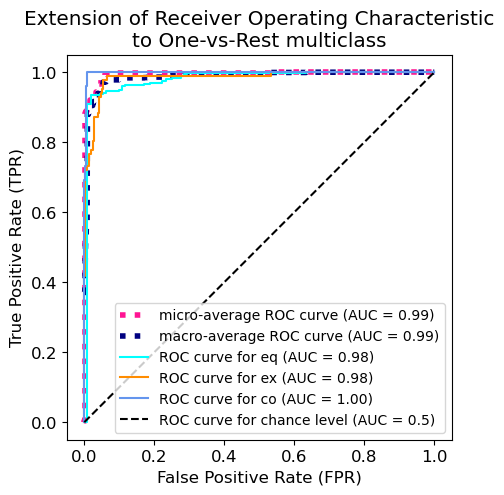 Extension of Receiver Operating Characteristic
to One-vs-Rest multiclass
True Positive Rate (TPR)
1.0
0.8
0.6
0.4
0.2
0.0
micro-average ROC curve (AUC = 0.99)
macro-average ROC curve (AUC = 0.99)
ROC curve for eq (AUC = 0.98)
ROC curve for ex (AUC = 0.98)
ROC curve for co (AUC = 1.00)
ROC curve for chance level (AUC = 0.5)
0.0 0.2 0.4 0.6 0.8 1.0
False Positive Rate (FPR)